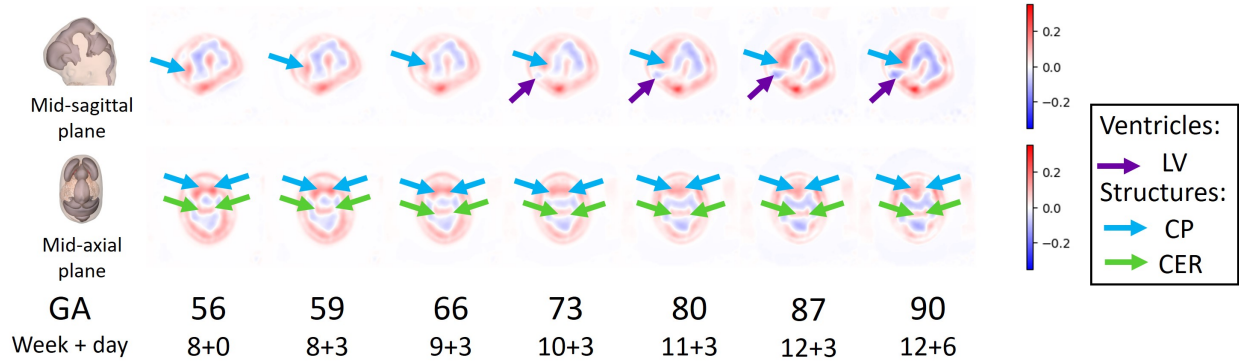 Mid-sagittal
plane
0.2
0.0
−0.2
Ventricles:
LV
Structures:
CP
CER
Mid-axial
plane
0.2
0.0
−0.2
GA 56 59 66 73 80 87 90
Week + day 8+0 8+3 9+3 10+3 11+3 12+3 12+6